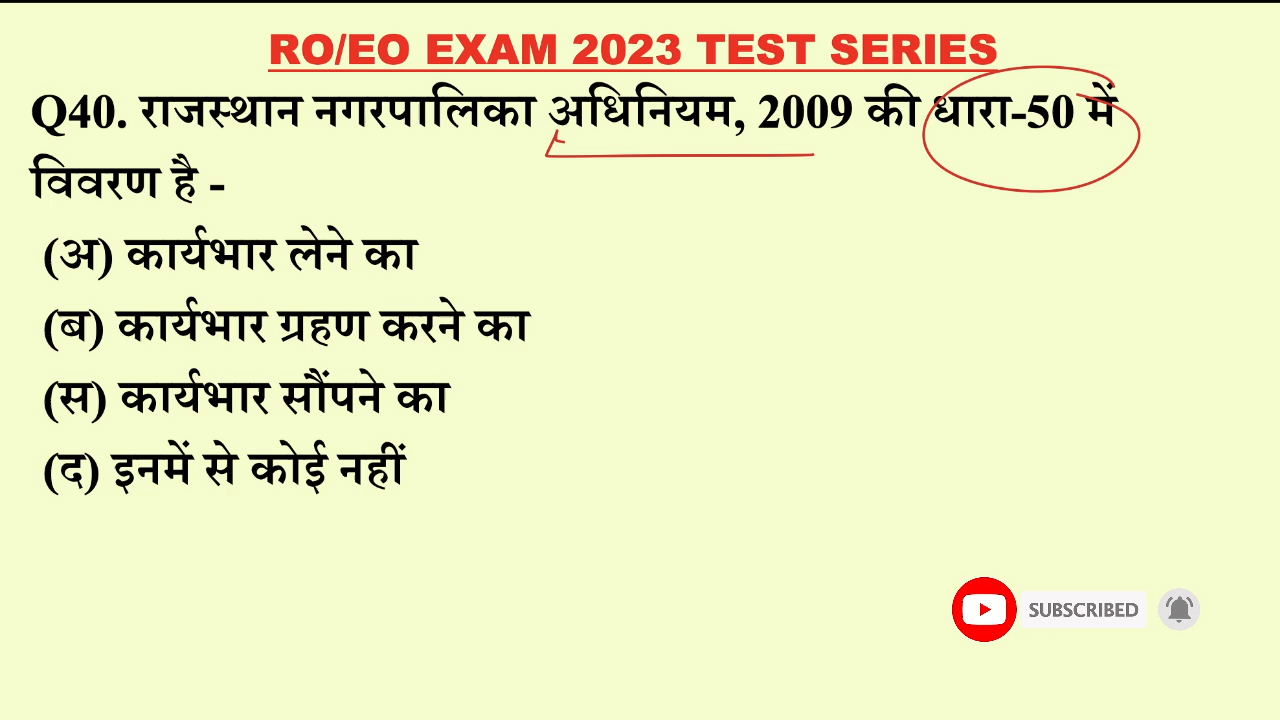 RO/EO EXAM 2023 TEST SERIES
Q40. राजस्थान नगरपालिका अधिनियम, 2009 की धारा-50 में
विवरण है -
(अ) कार्यभार लेने का
(ब) कार्यभार ग्रहण करने का
(स) कार्यभार सौंपने का
(द) इनमें से कोई नहीं
SUBSCRIBED